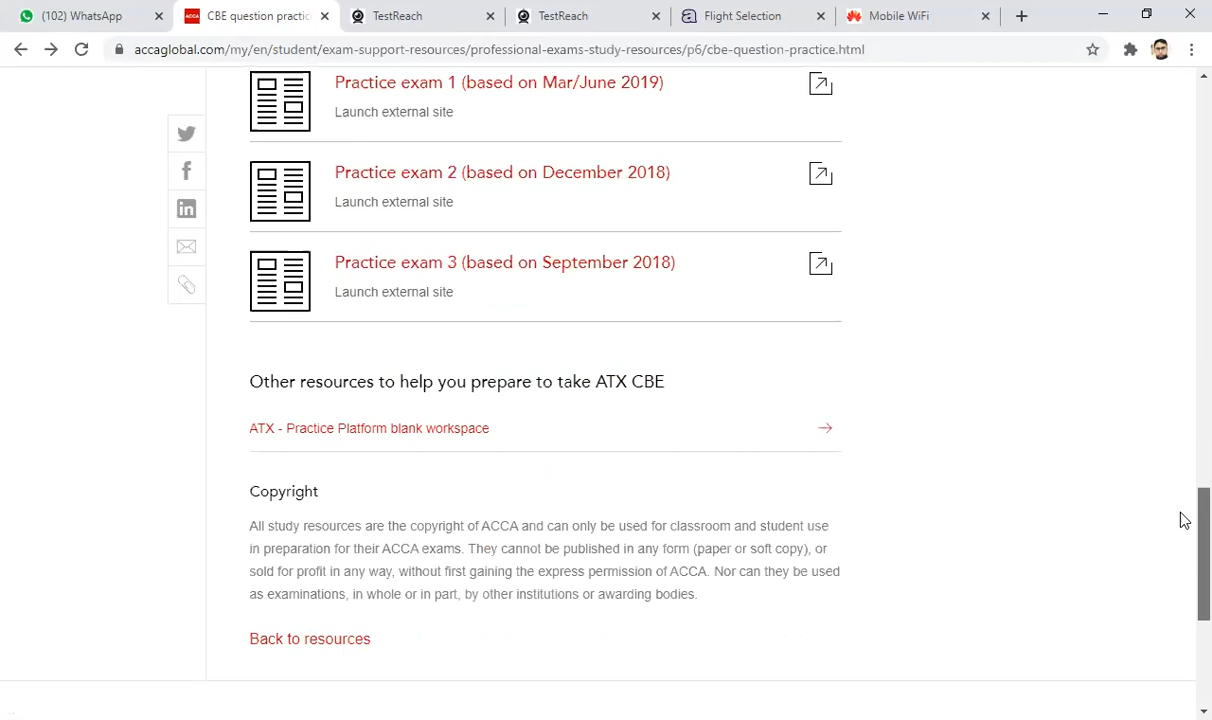 (102) WhatsApp
ACCA
CBE question practic
TestReach
TestReach
Flight Selection
Mobile WiFi
accaglobal.com/my/en/student/exam-support-resources/professional-exams-study-resources/p6/cbe-question-practice.html
Practice exam 1 (based on Mar/June 2019)
Launch external site
Practice exam 2 (based on December 2018)
Launch external site
Practice exam 3 (based on September 2018)
Launch external site
Other resources to help you prepare to take ATX CBE
ATX - Practice Platform blank workspace
Copyright
All study resources are the copyright of ACCA and can only be used for classroom and student use
in preparation for their ACCA exams. They cannot be published in any form (paper or soft copy), or
sold for profit in any way, without first gaining the express permission of ACCA. Nor can they be used
as examinations, in whole or in part, by other institutions or awarding bodies.
Back to resources